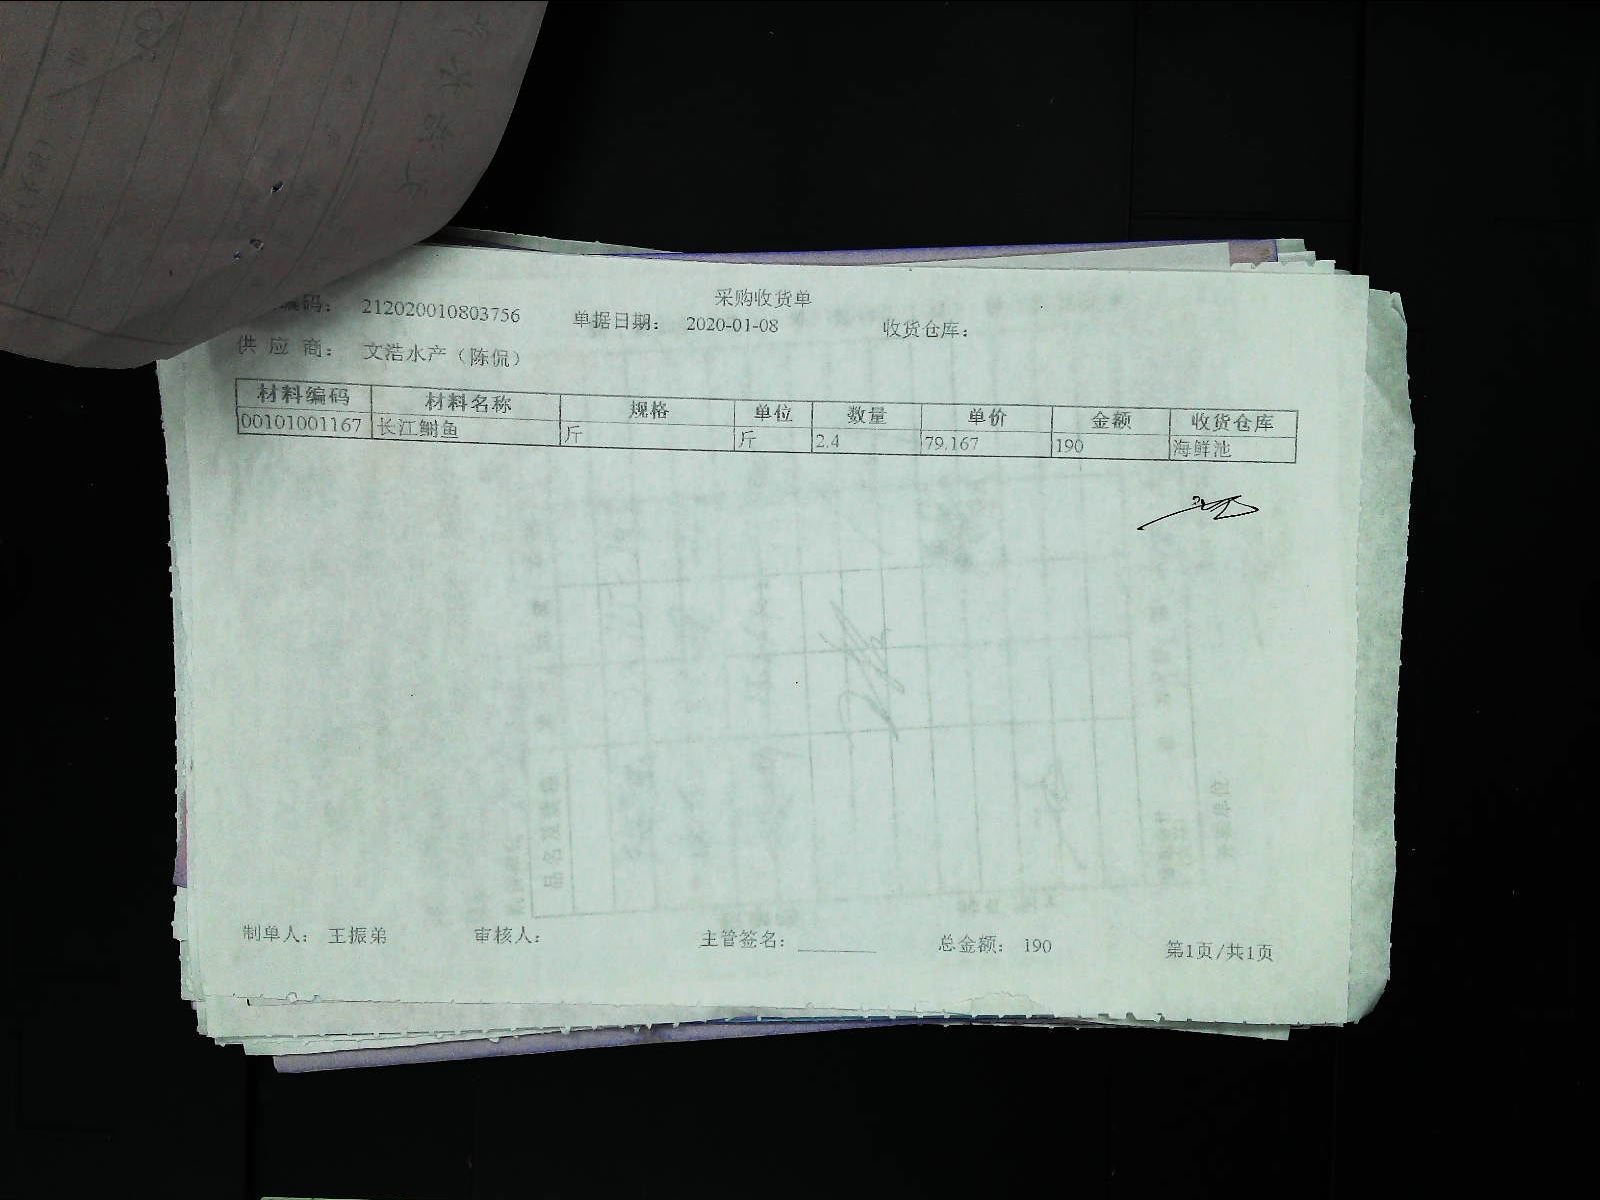 采购收货单
编码： 212020010803756 单据日期： 2020-01-08 收货仓库：
供 应 商： 文浩水产（陈侃）
材料编码 材料名称 规格 单位 数量 单价 金额 收货仓库
00101001167 长江鮰鱼 斤 斤 2.4 79.167 190 海鲜池
制单人： 王振弟 审核人： 主管签名： 总金额： 190 第1页/共1页